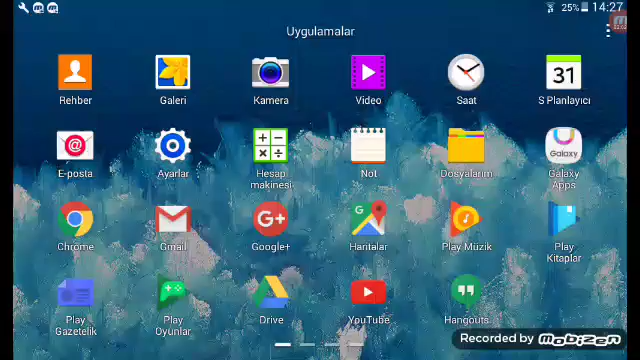 25% 14:27
Uygulamalar
Rehber
Galeri
Kamera
Video
Saat
31
S Planlayıcı
E-posta
Ayarlar
Hesap
makinesi
Not
Dosyalarım
Galaxy
Galaxy
Apps
Chrome
Gmail
G+
Google+
G
Haritalar
Play Müzik
Play
Kitaplar
Play
Gazetelik
Play
Oyunlar
Drive
YouTube
Hangouts
Recorded by Mobizen